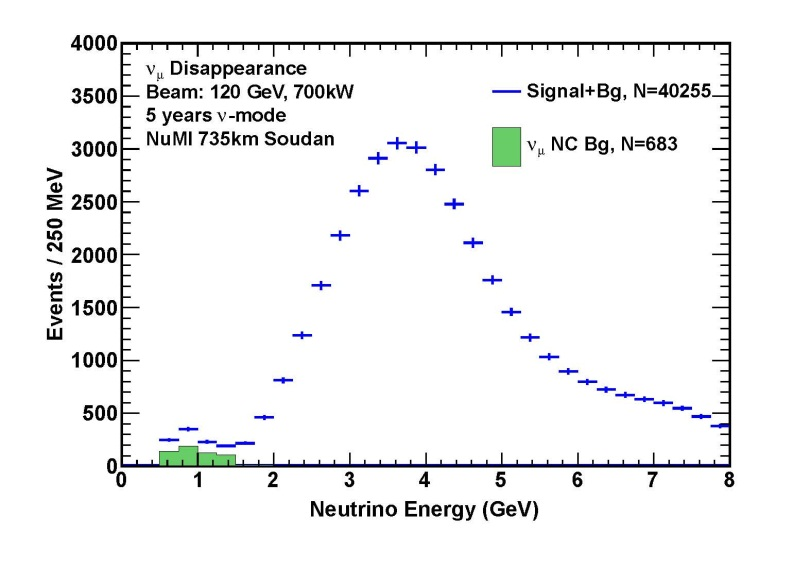 4000
3500
3000
2500
2000
1500
1000
500
0
Events / 250 MeV
νμ Disappearance
Beam: 120 GeV, 700kW
5 years ν-mode
NuMI 735km Soudan
Signal+Bg, N=40255
νμ NC Bg, N=683
0 1 2 3 4 5 6 7 8
Neutrino Energy (GeV)